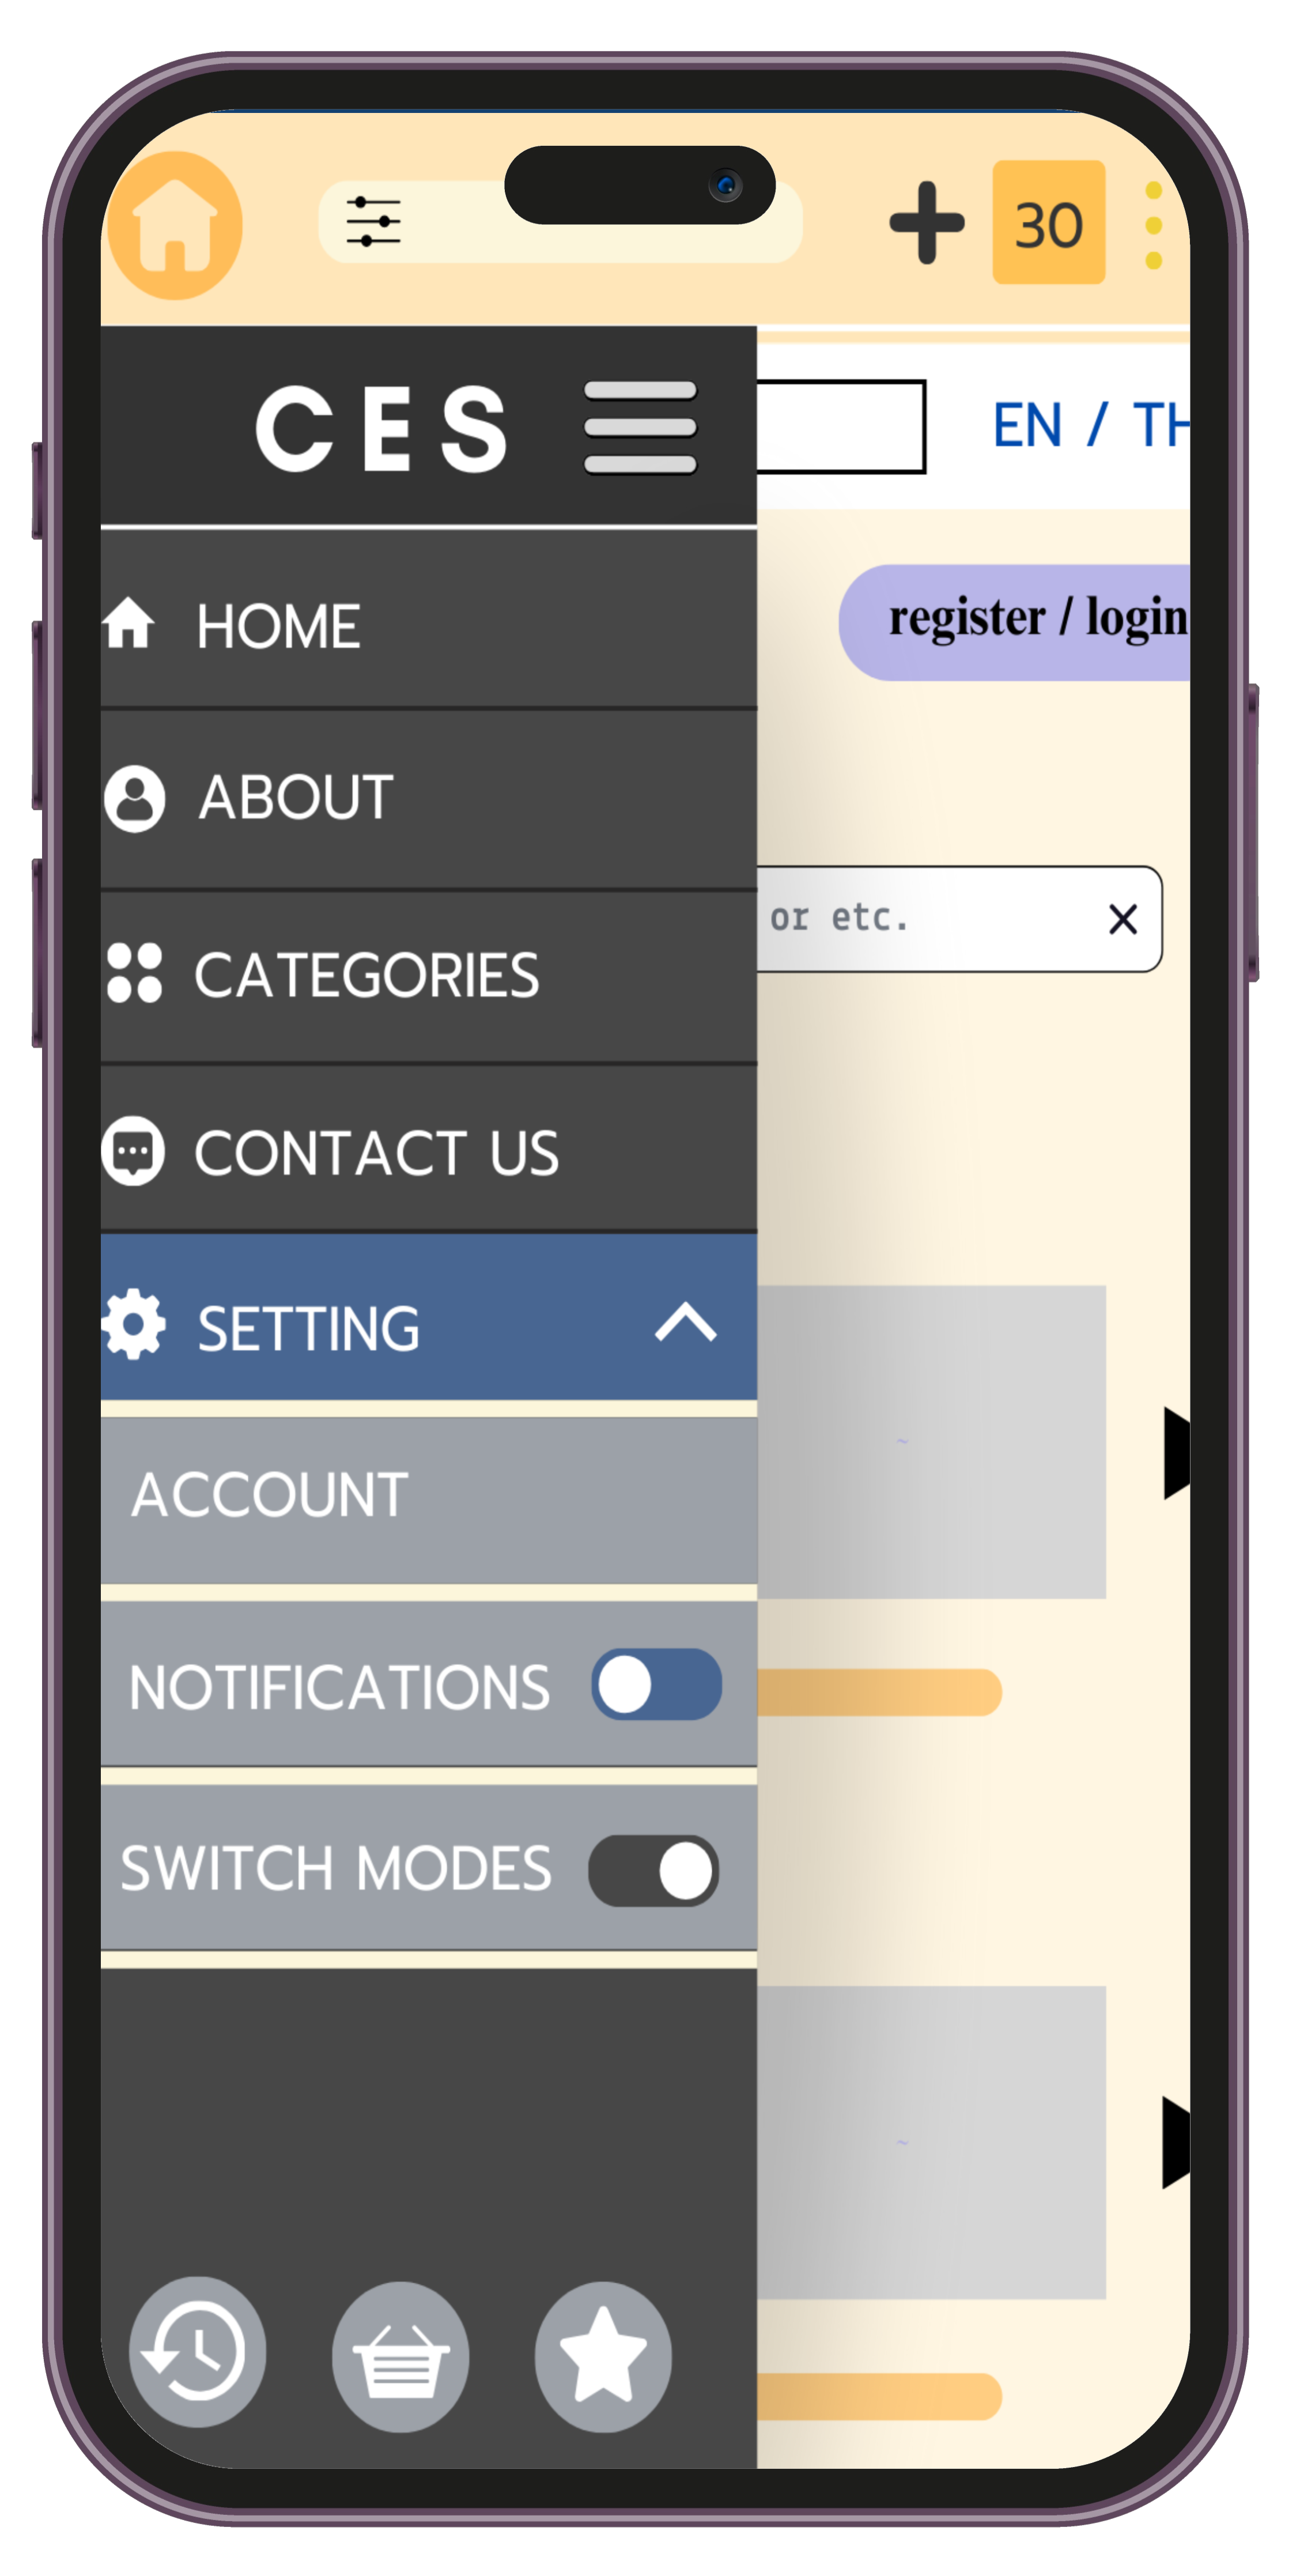 30
CES
EN / TH
HOME
register / login
ABOUT
or etc.
CATEGORIES
CONTACT US
SETTING
ACCOUNT
NOTIFICATIONS
SWITCH MODES